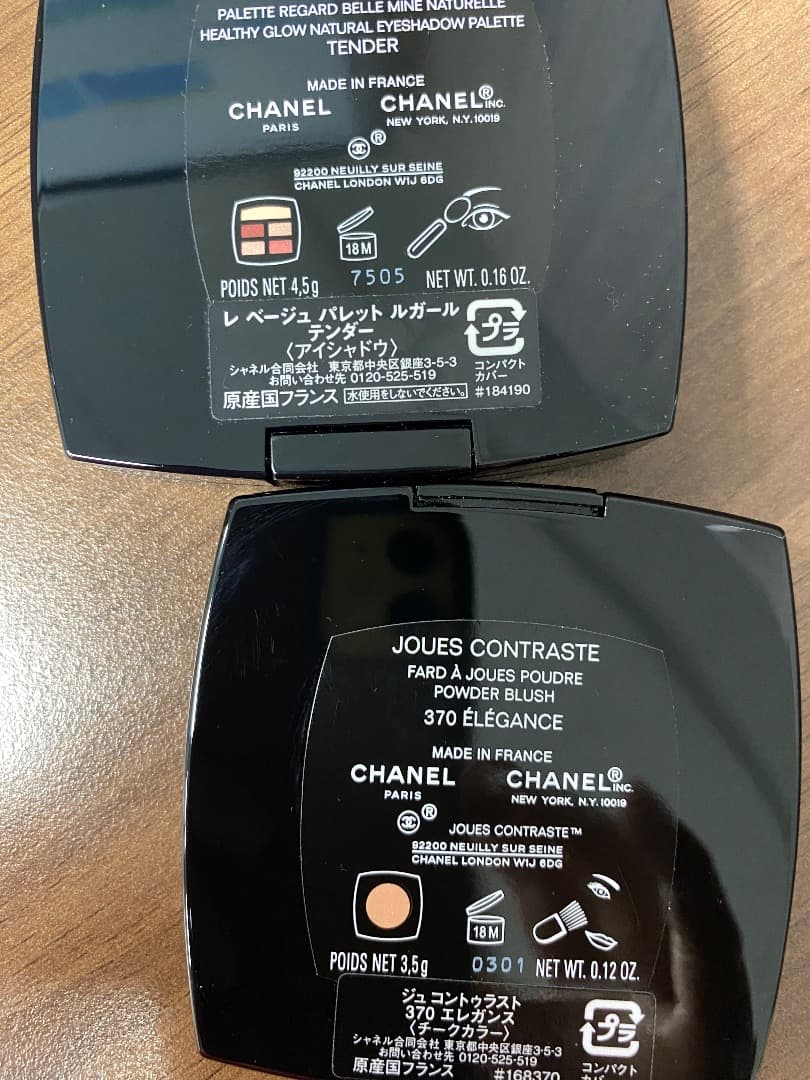 PALETTE REGARD BELLE MINE NATURELLE
HEALTHY GLOW NATURAL EYESHADOW PALETTE
TENDER
MADE IN FRANCE
CHANEL CHANEL® INC.
PARIS NEW YORK, N.Y. 10019
®
92200 NEUILLY SUR SEINE
CHANEL LONDON W1J 6DG
18M
POIDS NET 4,5g 7505 NET WT. 0.16 OZ.
レ ベージュ パレット ルガール
テンダー
〈アイシャドウ〉
シャネル合同会社 東京都中央区銀座3-5-3
お問い合わせ先 0120-525-519
原産国フランス 水使用をしないでください。
プラ
コンパクト
カバー
#184190
JOUES CONTRASTE
FARD À JOUES POUDRE
POWDER BLUSH
370 ÉLÉGANCE
MADE IN FRANCE
CHANEL CHANEL® INC.
PARIS NEW YORK, N.Y. 10019
® JOUES CONTRASTE™
92200 NEUILLY SUR SEINE
CHANEL LONDON W1J 6DG
18M
POIDS NET 3,5g 0301 NET WT. 0.12 OZ.
ジュ コントゥラスト
370 エレガンス
〈チークカラー〉
シャネル合同会社 東京都中央区銀座3-5-3
お問い合わせ先 0120-525-519
原産国フランス #168370
プラ
コンパクト
カバー